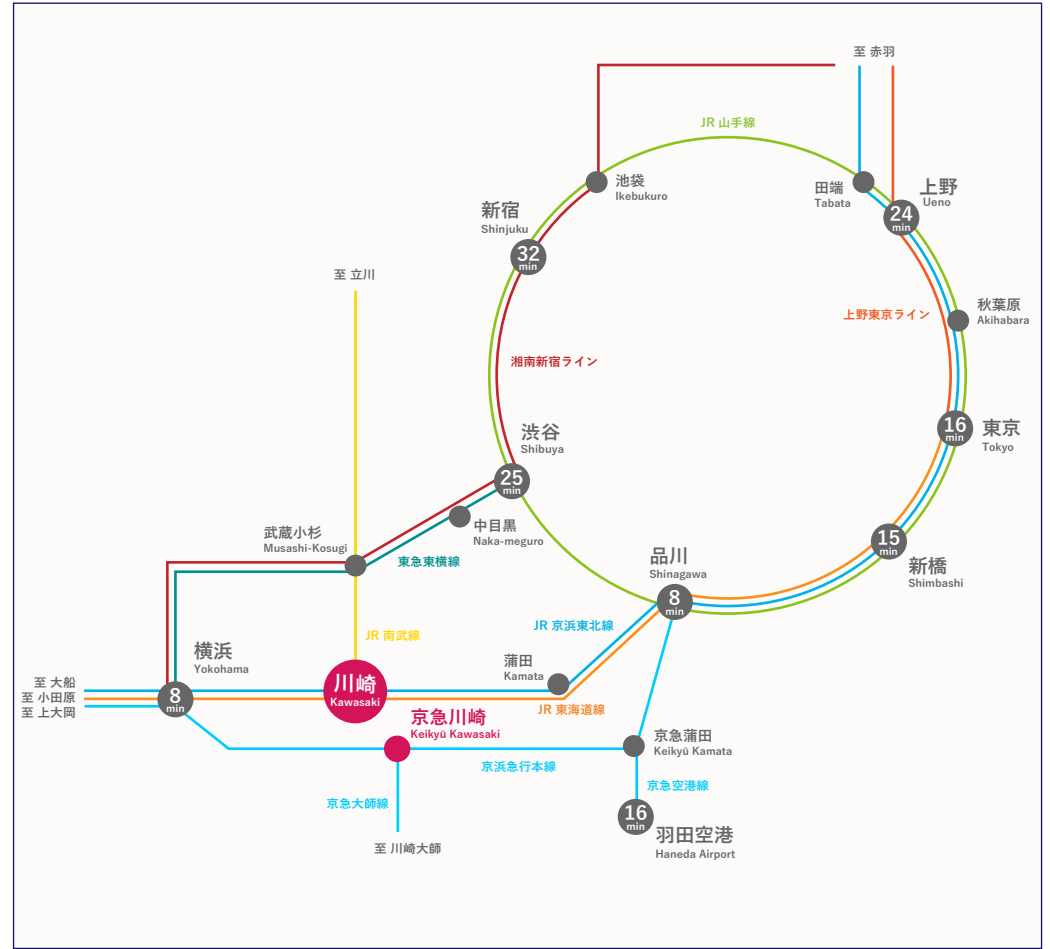 至 赤羽
JR 山手線
池袋
Ikebukuro
田端
Tabata
上野
Ueno
24
min
新宿
Shinjuku
32
min
至 立川
秋葉原
Akihabara
上野東京ライン
湘南新宿ライン
渋谷
Shibuya
25
min
16
min
東京
Tokyo
中目黒
Naka-meguro
武蔵小杉
Musashi-Kosugi
東急東横線
15
min
新橋
Shimbashi
品川
Shinagawa
8
min
JR 京浜東北線
JR 南武線
横浜
Yokohama
8
min
至 大船
至 小田原
至 上大岡
川崎
Kawasaki
蒲田
Kamata
JR 東海道線
京急川崎
Keikyū Kawasaki
京急蒲田
Keikyū Kamata
京浜急行本線
京急空港線
京急大師線
16
min
羽田空港
Haneda Airport
至 川崎大師